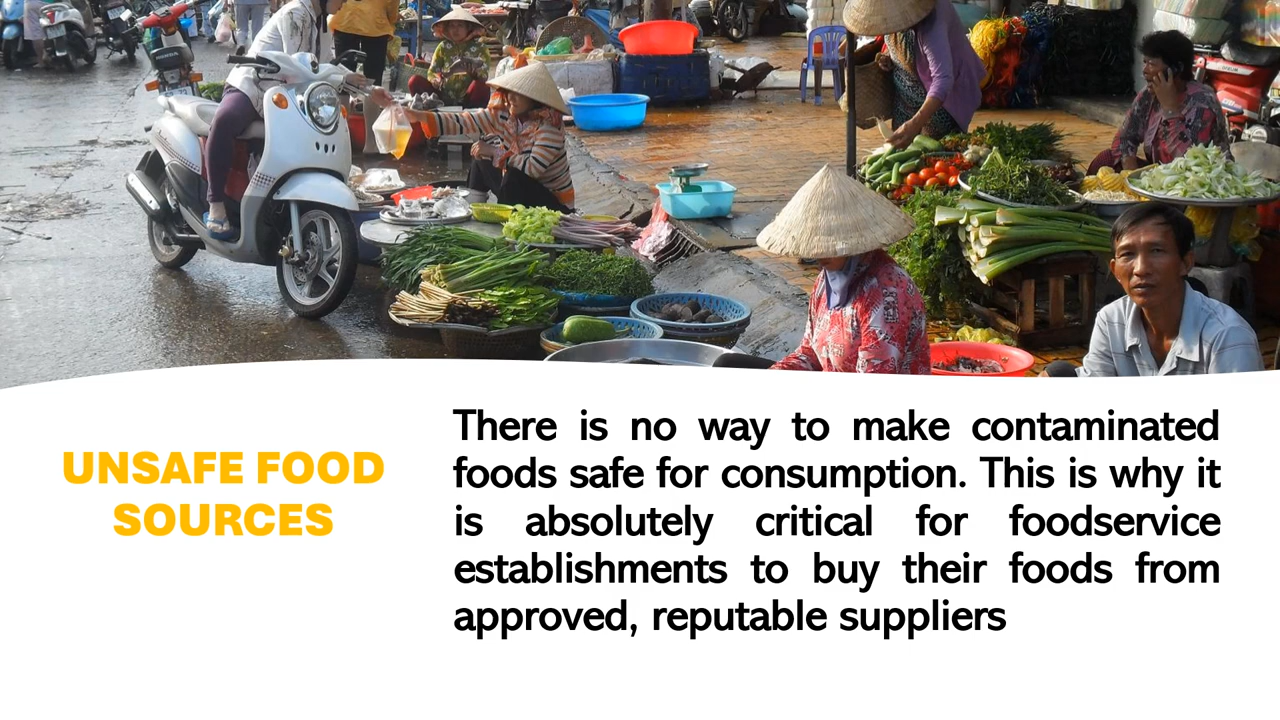 UNSAFE FOOD
SOURCES
There is no way to make contaminated
foods safe for consumption. This is why it
is absolutely critical for foodservice
establishments to buy their foods from
approved, reputable suppliers